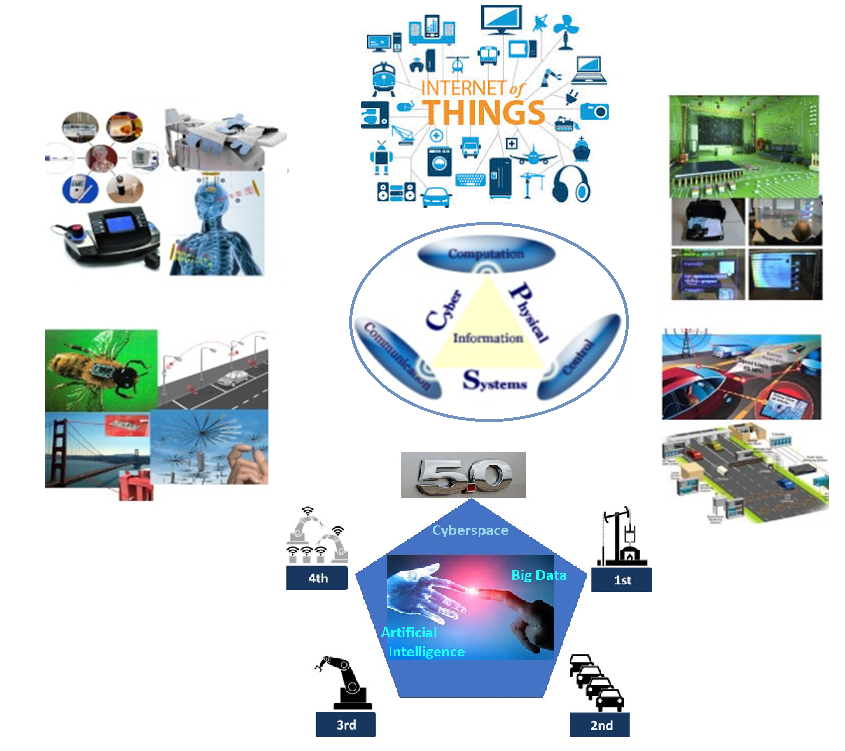 INTERNET of
THINGS
Computation
Cyber
Physical
Information
Communication
Control
Systems
5.0
Cyberspace
Big Data
Artificial
Intelligence
4th
1st
3rd
2nd